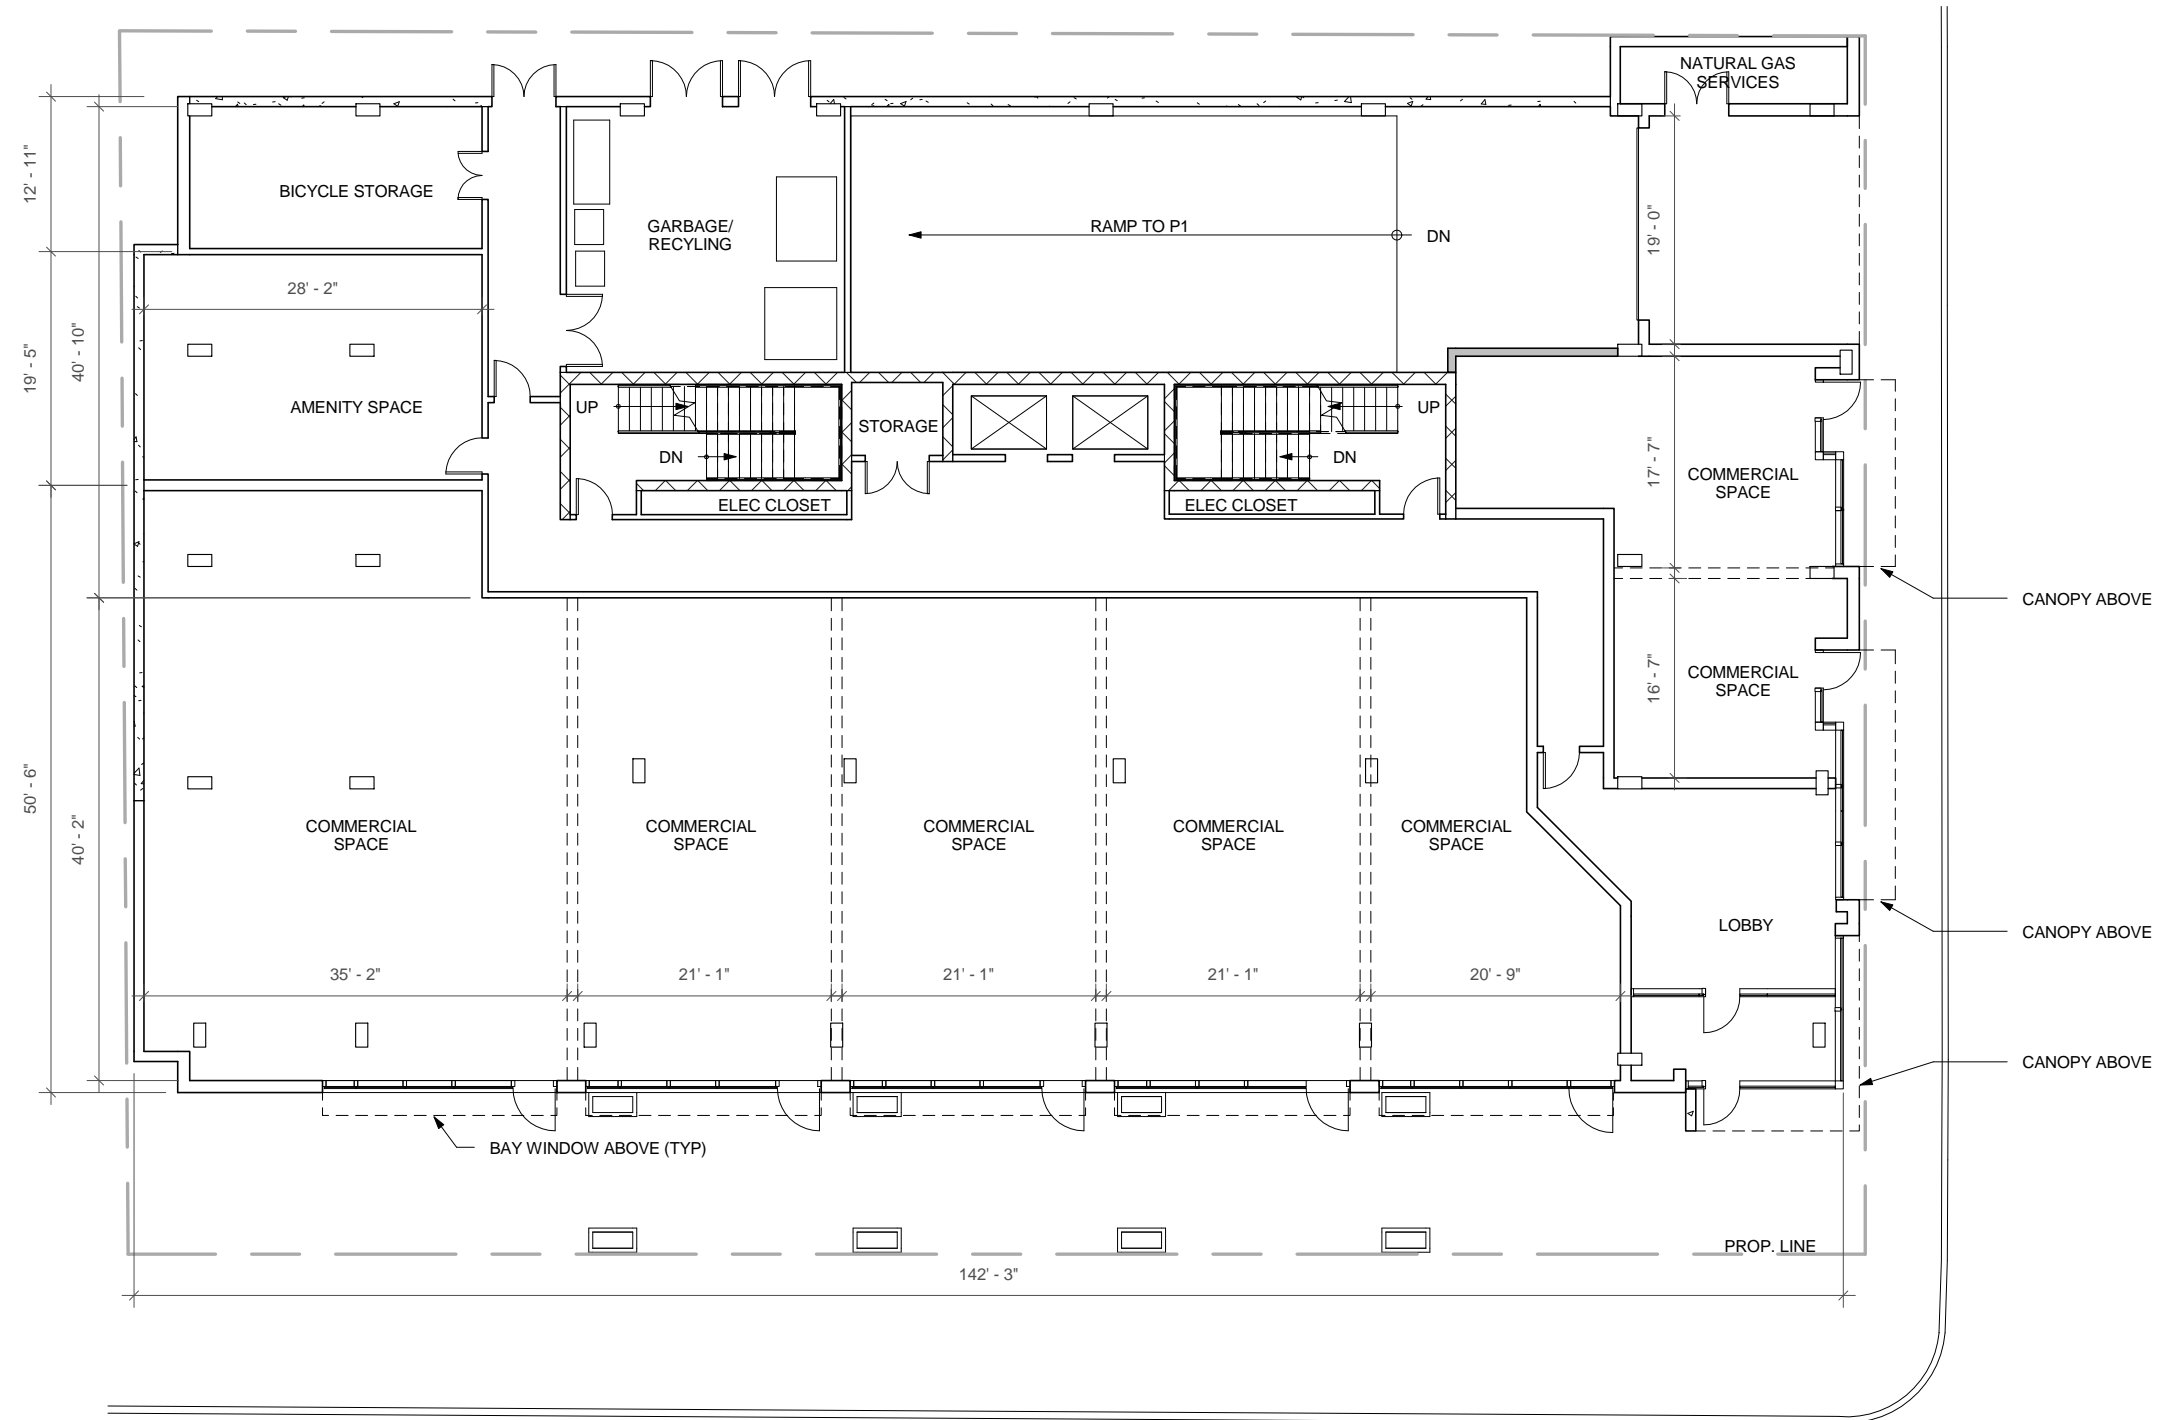 NATURAL GAS
SERVICES
12' - 11"
BICYCLE STORAGE
GARBAGE/
RECYLING
RAMP TO P1
DN
19' - 0"
28' - 2"
19' - 5"
40' - 10"
AMENITY SPACE
UP
DN
STORAGE
UP
DN
ELEC CLOSET
ELEC CLOSET
17' - 7"
COMMERCIAL
SPACE
CANOPY ABOVE
16' - 7"
COMMERCIAL
SPACE
50' - 6"
40' - 2"
COMMERCIAL
SPACE
COMMERCIAL
SPACE
COMMERCIAL
SPACE
COMMERCIAL
SPACE
COMMERCIAL
SPACE
LOBBY
CANOPY ABOVE
35' - 2"
21' - 1"
21' - 1"
21' - 1"
20' - 9"
CANOPY ABOVE
BAY WINDOW ABOVE (TYP)
PROP. LINE
142' - 3"